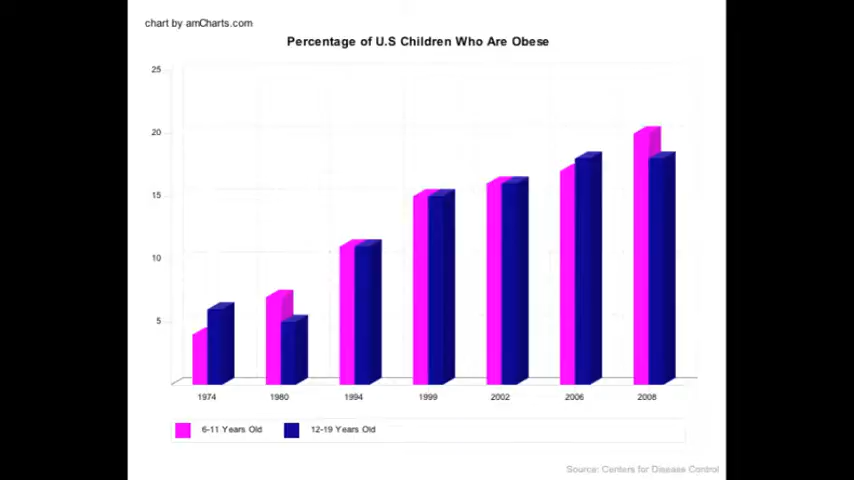 chart by amCharts.com
Percentage of U.S Children Who Are Obese
25
20
15
10
5
1974 1980 1994 1999 2002 2006 2008
6-11 Years Old 12-19 Years Old
Source: Centers for Disease Control